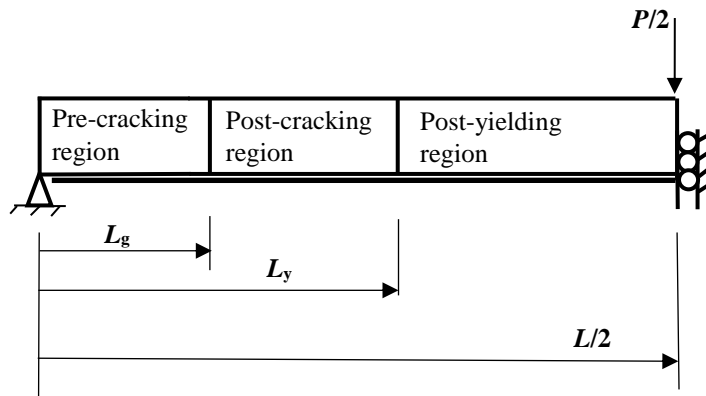 P/2
Pre-cracking
region
Post-cracking
region
Post-yielding
region
Lg
Ly
L/2